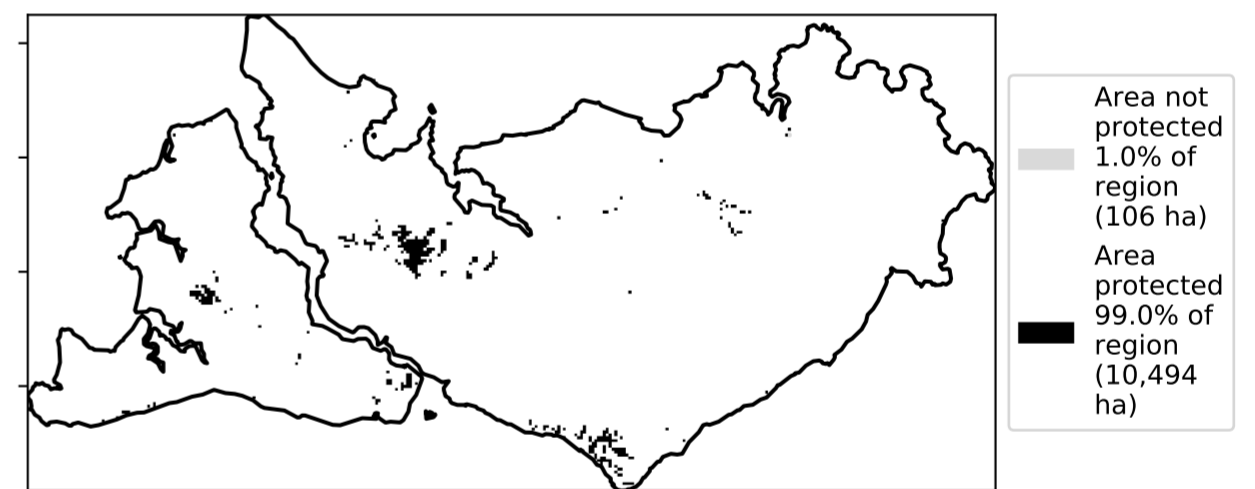 Area not
protected
1.0% of
region
(106 ha)
Area
protected
99.0% of
region
(10,494
ha)